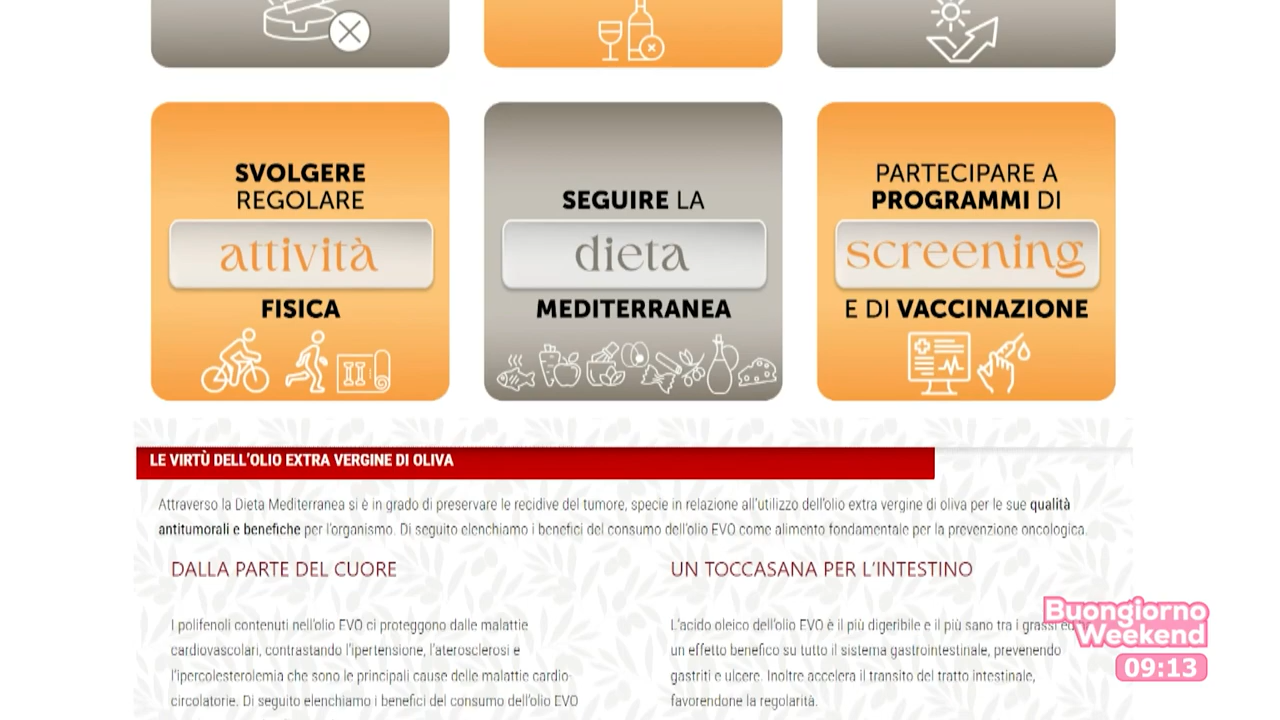 SVOLGERE
REGOLARE
attività
FISICA
SEGUIRE LA
dieta
MEDITERRANEA
PARTECIPARE A
PROGRAMMI DI
screening
E DI VACCINAZIONE
LE VIRTÙ DELL'OLIO EXTRA VERGINE DI OLIVA
Attraverso la Dieta Mediterranea si è in grado di preservare le recidive del tumore, specie in relazione all'utilizzo dell'olio extra vergine di oliva per le sue qualità
antitumorali e benefiche per l'organismo. Di seguito elenchiamo i benefici del consumo dell'olio EVO come alimento fondamentale per la prevenzione oncologica.
DALLA PARTE DEL CUORE
I polifenoli contenuti nell'olio EVO ci proteggono dalle malattie
cardiovascolari, contrastando l'ipertensione, l'aterosclerosi e
l'ipercolesterolemia che sono le principali cause delle malattie cardio-
circolatorie. Di seguito elenchiamo i benefici del consumo dell'olio EVO
UN TOCCASANA PER L'INTESTINO
L'acido oleico dell'olio EVO è il più digeribile e il più sano tra i grassi ed
un effetto benefico su tutto il sistema gastrointestinale, prevenendo
gastriti e ulcere. Inoltre accelera il transito del tratto intestinale,
favorendone la regolarità.
Buongiorno
Weekend
09:13